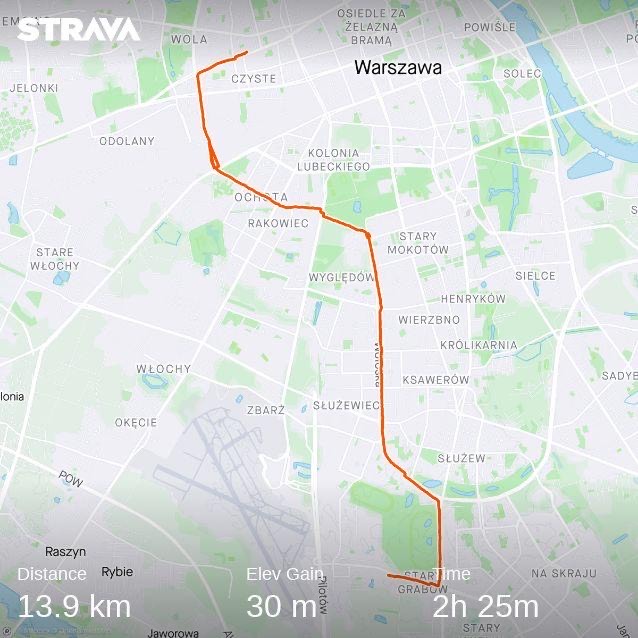 STRAVA
WOLA
OSIEDLE ZA
ŻELAZNĄ
BRAMĄ
POWIŚLE
CZYSTE
Warszawa
SOLEC
JELONKI
ODOLANY
KOLONIA
LUBECKIEGO
OCHOTA
RAKOWIEC
STARE
WŁOCHY
STARY
MOKOTÓW
WYGLĘDÓW
SIELCE
HENRYKÓW
WIERZBNO
KRÓLIKARNIA
WŁOCHY
KSAWERÓW
SADYB
lonia
ZBARŻ
SŁUŻEWIEC
OKĘCIE
SŁUŻEW
POW
Raszyn
Rybie
Pilotów
STARY
GRABÓW
NA SKRAJU
Distance
Elev Gain
Time
13.9 km
30 m
2h 25m
Jaworowa
STARY